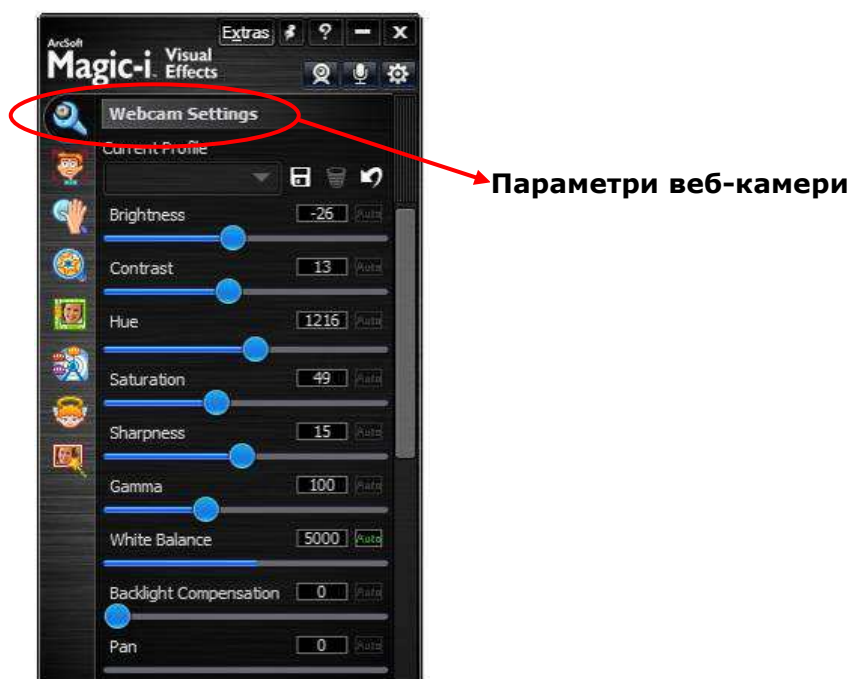 Extras ?
ArcSoft
Magic-i Visual Effects
Webcam Settings
Current Profile
Параметри веб-камери
Brightness -26 Auto
Contrast 13 Auto
Hue 1216 Auto
Saturation 49 Auto
Sharpness 15 Auto
Gamma 100 Auto
White Balance 5000 Auto
Backlight Compensation 0 Auto
Pan 0 Auto